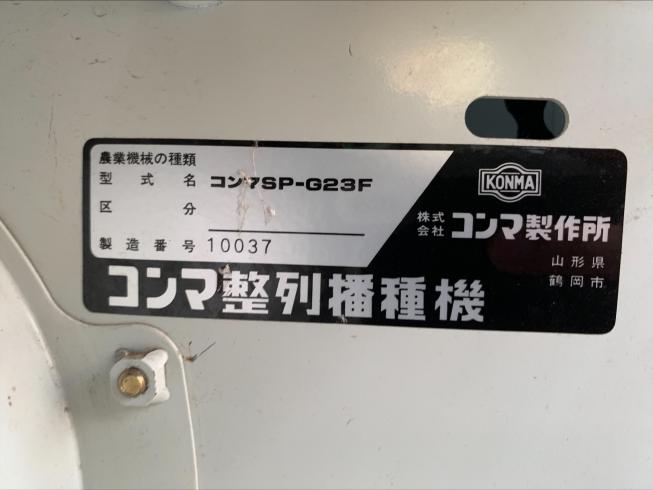 農業機械の種類
型式名 コンマSP-G23F
区分
製造番号 10037
KONMA
株式会社 コンマ製作所
山形県
鶴岡市
コンマ整列播種機